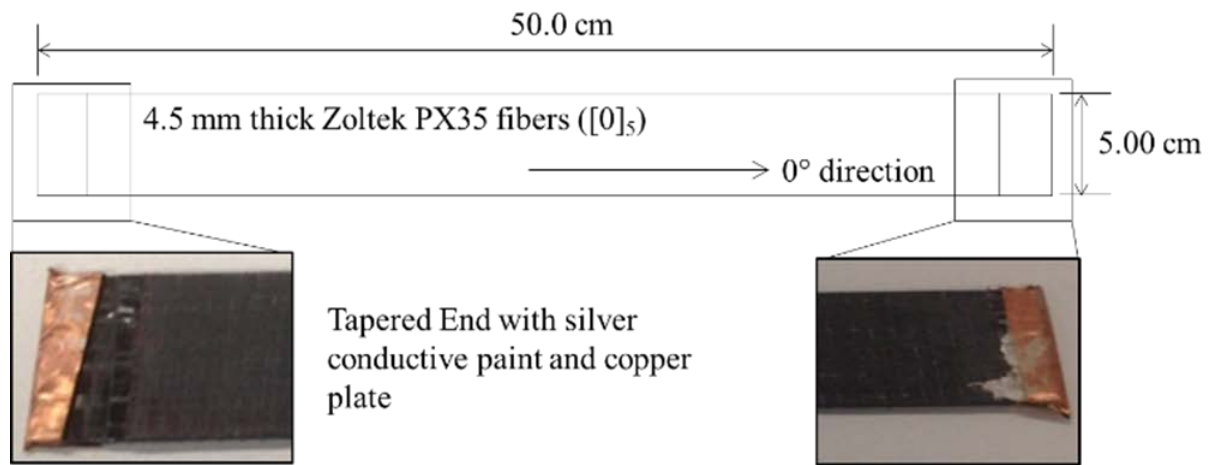 50.0 cm
4.5 mm thick Zoltek PX35 fibers ([0]₅)
5.00 cm
0° direction
Tapered End with silver
conductive paint and copper
plate